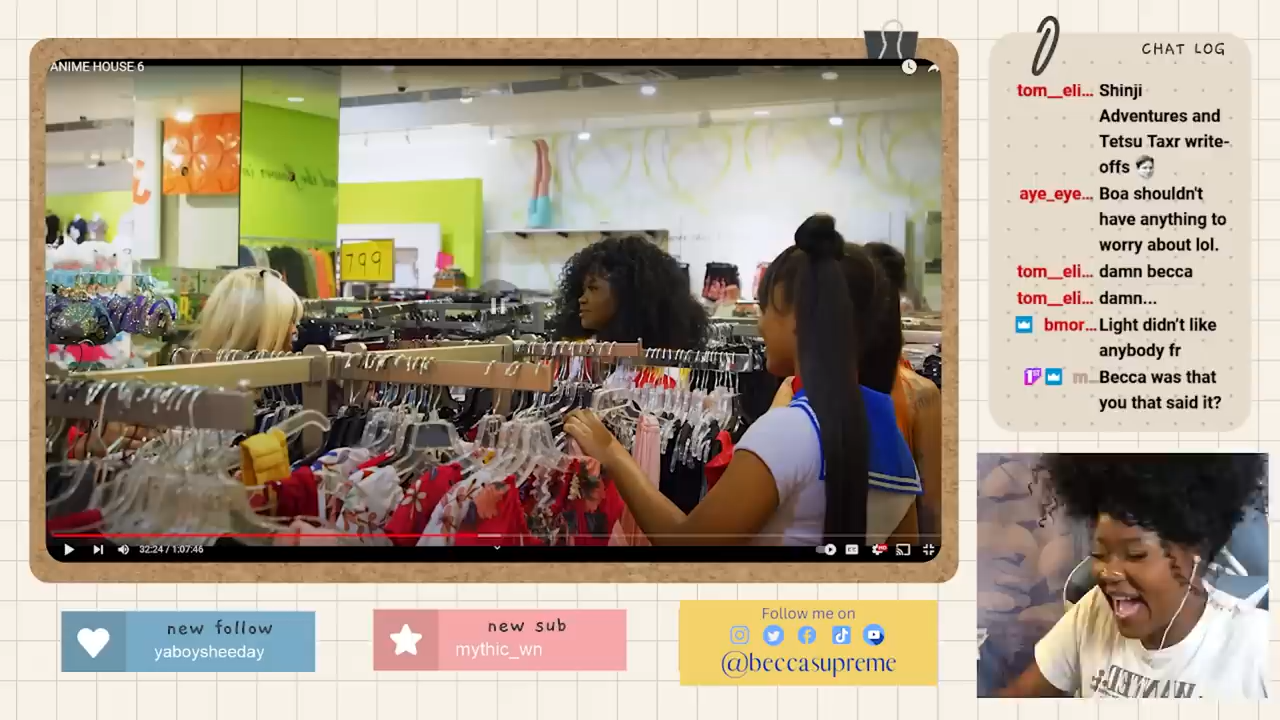 ANIME HOUSE 6
799
32:24 / 1:07:46
CC
HD
CHAT LOG
tom__eli... Shinji
Adventures and
Tetsu Taxr write-
offs
aye_eye... Boa shouldn't
have anything to
worry about lol.
tom__eli... damn becca
tom__eli... damn...
bmor... Light didn't like
anybody fr
m... Becca was that
you that said it?
new follow
yaboysheeday
new sub
mythic_wn
Follow me on
@beccasupreme